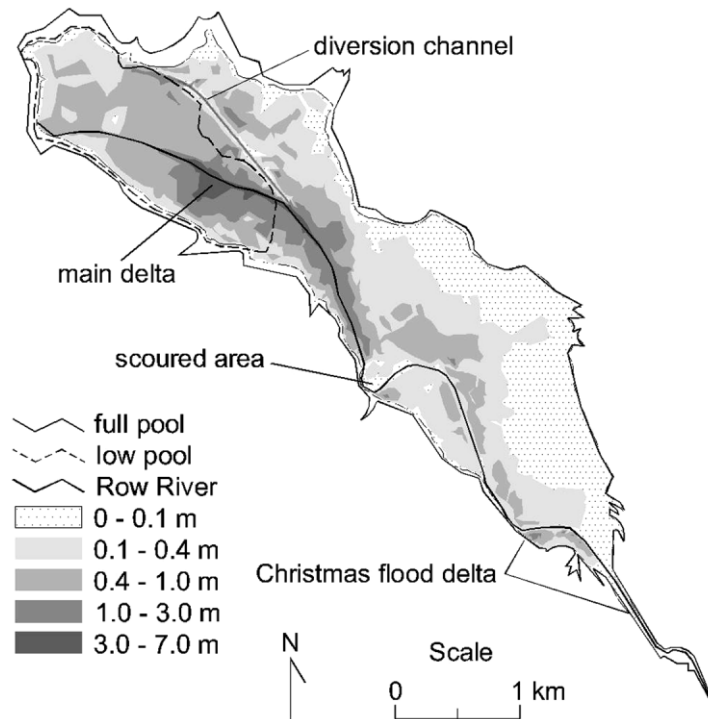 diversion channel
main delta
scoured area
full pool
low pool
Row River
0 - 0.1 m
0.1 - 0.4 m
0.4 - 1.0 m
1.0 - 3.0 m
3.0 - 7.0 m
Christmas flood delta
N
Scale
0 1 km